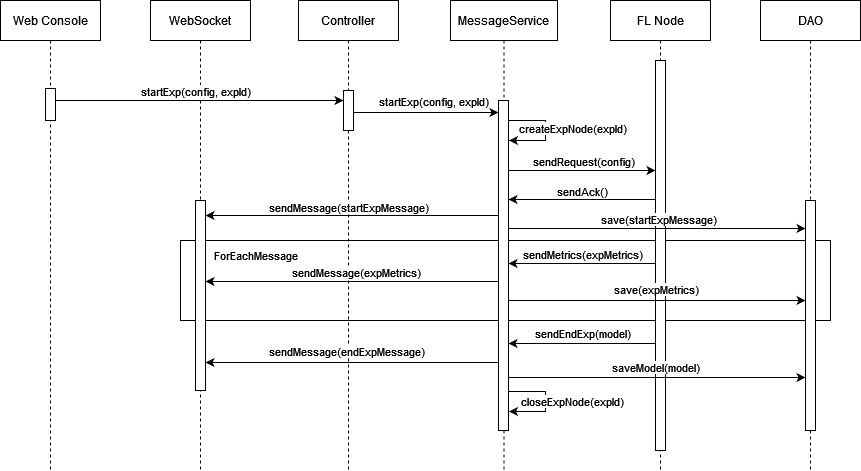 Web Console
WebSocket
Controller
MessageService
FL Node
DAO
startExp(config, expId)
startExp(config, expId)
createExpNode(expId)
sendRequest(config)
sendAck()
sendMessage(startExpMessage)
save(startExpMessage)
ForEachMessage
sendMetrics(expMetrics)
sendMessage(expMetrics)
save(expMetrics)
sendEndExp(model)
sendMessage(endExpMessage)
saveModel(model)
closeExpNode(expId)